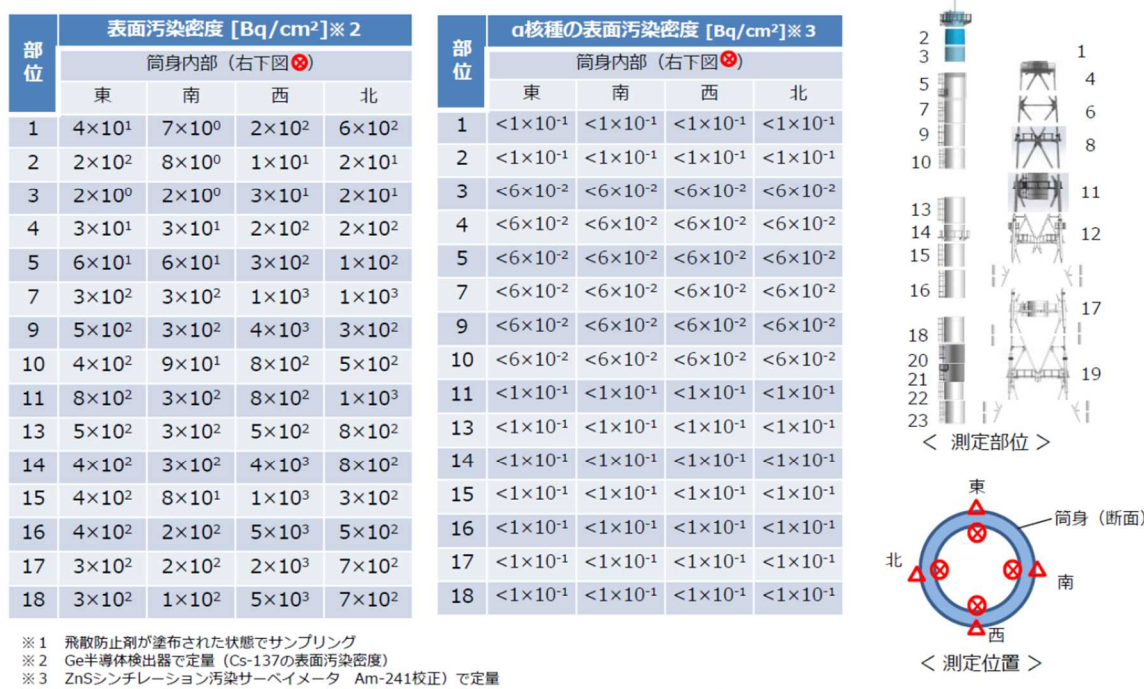 部位 表面汚染密度 [Bq/cm²]※2
筒身内部（右下図⊗）
東 南 西 北
1 4×10¹ 7×10⁰ 2×10² 6×10²
2 2×10² 8×10⁰ 1×10¹ 2×10¹
3 2×10⁰ 2×10⁰ 3×10¹ 2×10¹
4 3×10¹ 3×10¹ 2×10² 2×10²
5 6×10¹ 6×10¹ 3×10² 1×10²
7 3×10² 3×10² 1×10³ 1×10³
9 5×10² 3×10² 4×10³ 3×10²
10 4×10² 9×10¹ 8×10² 5×10²
11 8×10² 3×10² 8×10² 1×10³
13 5×10² 3×10² 5×10² 8×10²
14 4×10² 3×10² 4×10³ 8×10²
15 4×10² 8×10¹ 1×10³ 3×10²
16 4×10² 2×10² 5×10³ 5×10²
17 3×10² 2×10² 2×10³ 7×10²
18 3×10² 1×10² 5×10³ 7×10²
部位 α核種の表面汚染密度 [Bq/cm²]※3
筒身内部（右下図⊗）
東 南 西 北
1 <1×10⁻¹ <1×10⁻¹ <1×10⁻¹ <1×10⁻¹
2 <1×10⁻¹ <1×10⁻¹ <1×10⁻¹ <1×10⁻¹
3 <6×10⁻² <6×10⁻² <6×10⁻² <6×10⁻²
4 <6×10⁻² <6×10⁻² <6×10⁻² <6×10⁻²
5 <6×10⁻² <6×10⁻² <6×10⁻² <6×10⁻²
7 <6×10⁻² <6×10⁻² <6×10⁻² <6×10⁻²
9 <6×10⁻² <6×10⁻² <6×10⁻² <6×10⁻²
10 <6×10⁻² <6×10⁻² <6×10⁻² <6×10⁻²
11 <1×10⁻¹ <1×10⁻¹ <1×10⁻¹ <1×10⁻¹
13 <1×10⁻¹ <1×10⁻¹ <1×10⁻¹ <1×10⁻¹
14 <1×10⁻¹ <1×10⁻¹ <1×10⁻¹ <1×10⁻¹
15 <1×10⁻¹ <1×10⁻¹ <1×10⁻¹ <1×10⁻¹
16 <1×10⁻¹ <1×10⁻¹ <1×10⁻¹ <1×10⁻¹
17 <1×10⁻¹ <1×10⁻¹ <1×10⁻¹ <1×10⁻¹
18 <1×10⁻¹ <1×10⁻¹ <1×10⁻¹ <1×10⁻¹
2
3
5
7
9
10
13
14
15
16
18
20
21
22
23
1
4
6
8
11
12
17
19
＜ 測定部位 ＞
東
筒身（断面）
北
南
西
＜ 測定位置 ＞
※1 飛散防止剤が塗布された状態でサンプリング
※2 Ge半導体検出器で定量（Cs-137の表面汚染密度）
※3 ZnSシンチレーション汚染サーベイメータ Am-241校正）で定量